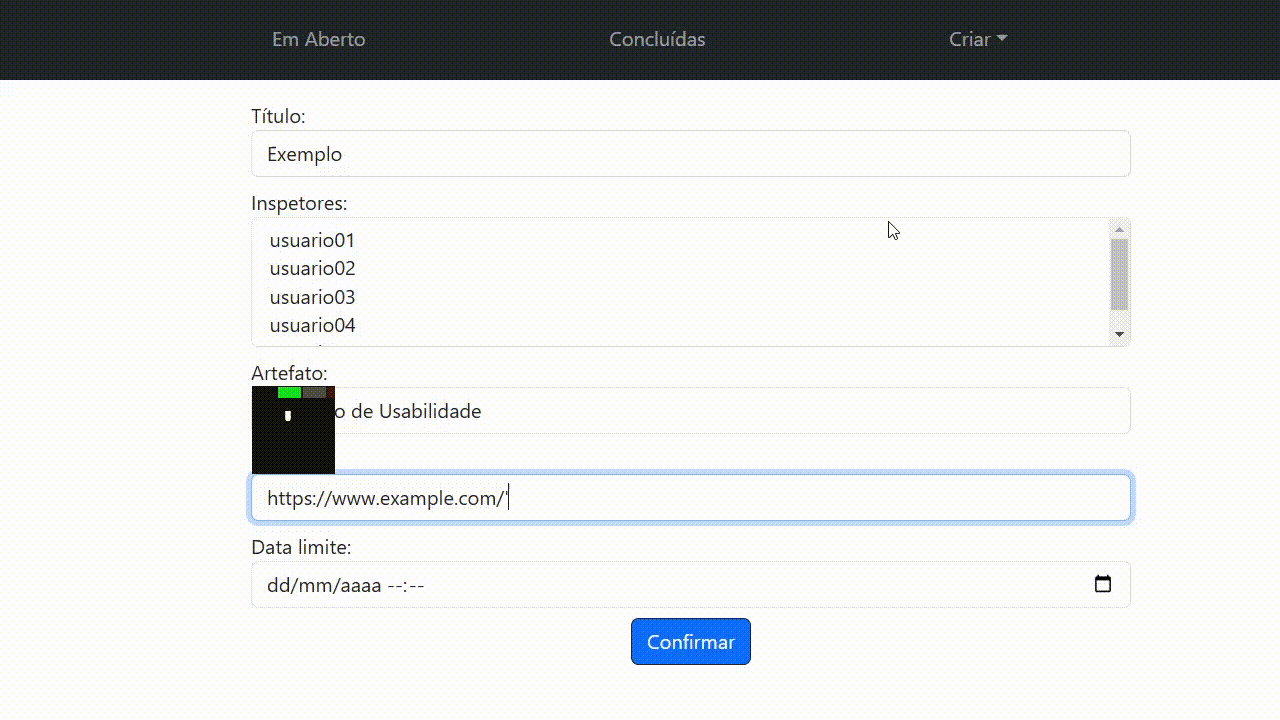 Em Aberto Concluídas Criar
Título:
Exemplo
Inspetores:
usuario01
usuario02
usuario03
usuario04
Artefato:
de Usabilidade
https://www.example.com/'
Data limite:
dd/mm/aaaa --:--
Confirmar